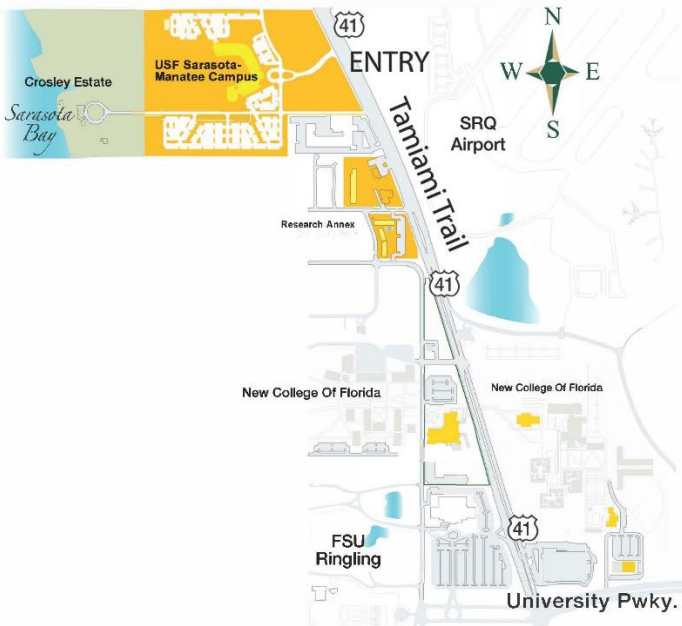 41
N
USF Sarasota-
Manatee Campus
ENTRY
Crosley Estate
W
E
Sarasota
Bay
SRQ
Airport
S
Tamiami Trail
Research Annex
41
New College Of Florida
New College Of Florida
41
FSU
Ringling
University Pwky.